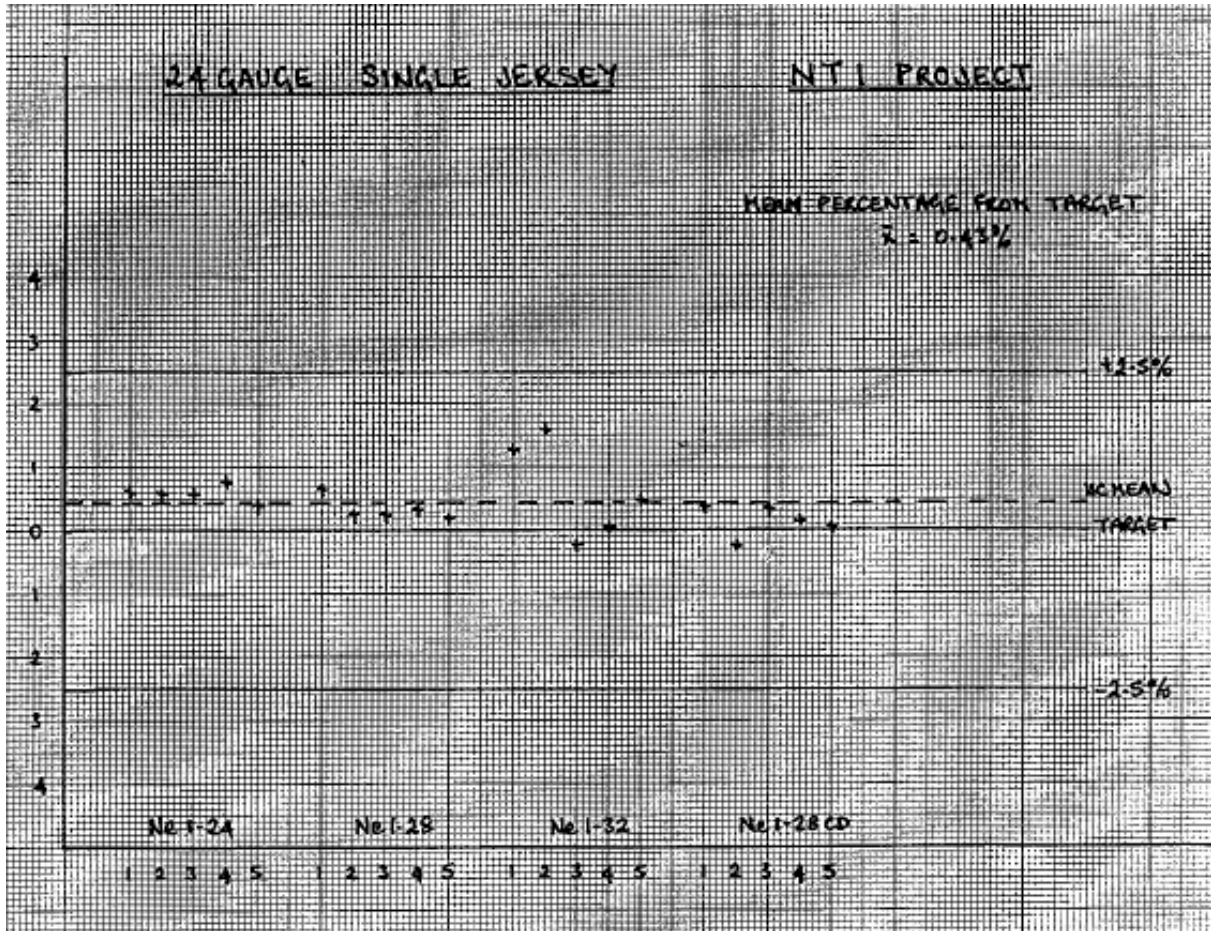 24 GAUGE SINGLE JERSEY
NTI PROJECT
MEAN PERCENTAGE FROM TARGET
x̄ = 0.43%
4
3
+2.5%
2
1
MEAN
0
TARGET
1
2
-2.5%
3
4
Ne 1-24 Ne 1-28 Ne 1-32 Ne 1-28 CD
1 2 3 4 5 1 2 3 4 5 1 2 3 4 5 1 2 3 4 5